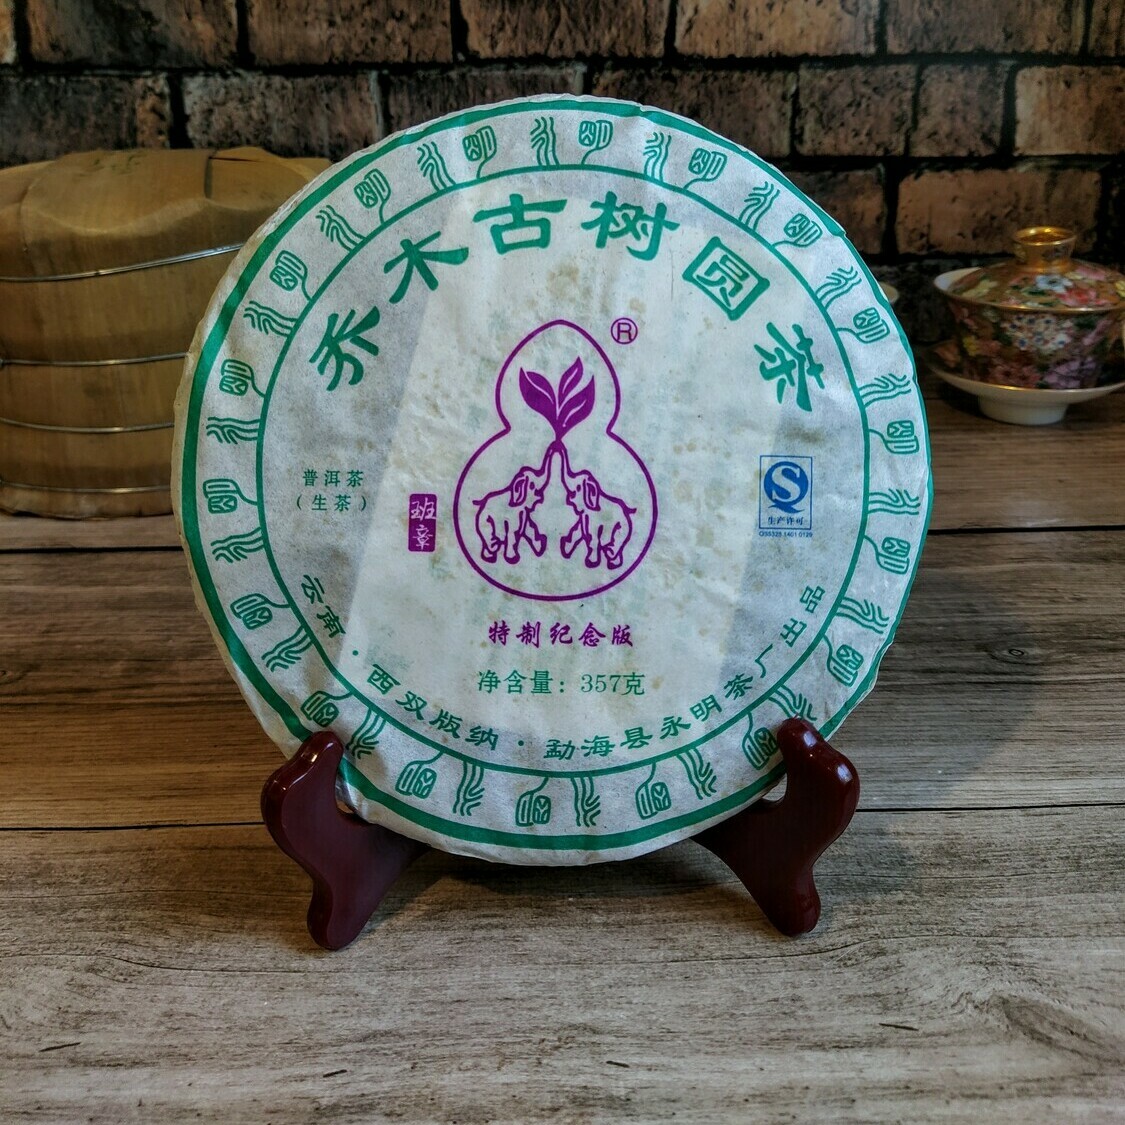 乔木古树圆茶
®
普洱茶
（生茶）
班章
S
生产许可
特制纪念版
净含量：357克
云南·西双版纳·勐海县永明茶厂出品